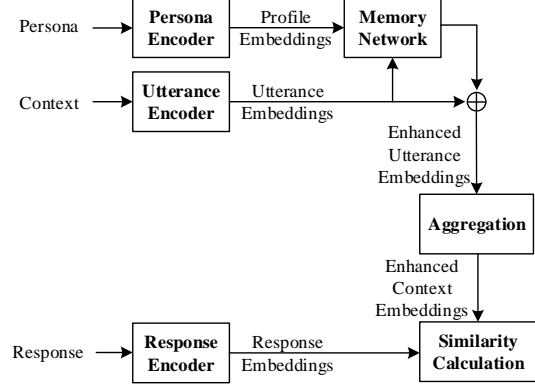 Persona
Persona
Encoder
Profile
Embeddings
Memory
Network
Context
Utterance
Encoder
Utterance
Embeddings
Enhanced
Utterance
Embeddings
Aggregation
Enhanced
Context
Embeddings
Response
Response
Encoder
Response
Embeddings
Similarity
Calculation